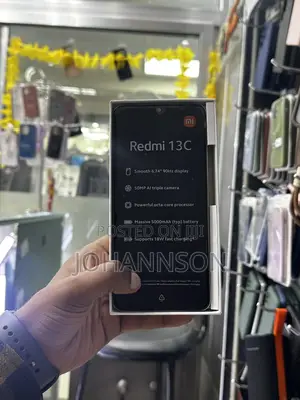 Redmi 13C
Smooth 6.74" 90Hz display
50MP AI triple camera
Powerful octa-core processor
Massive 5000mAh (typ) battery
POSTED ON JIJI
Supports 18W fast charging
JOHANNSON